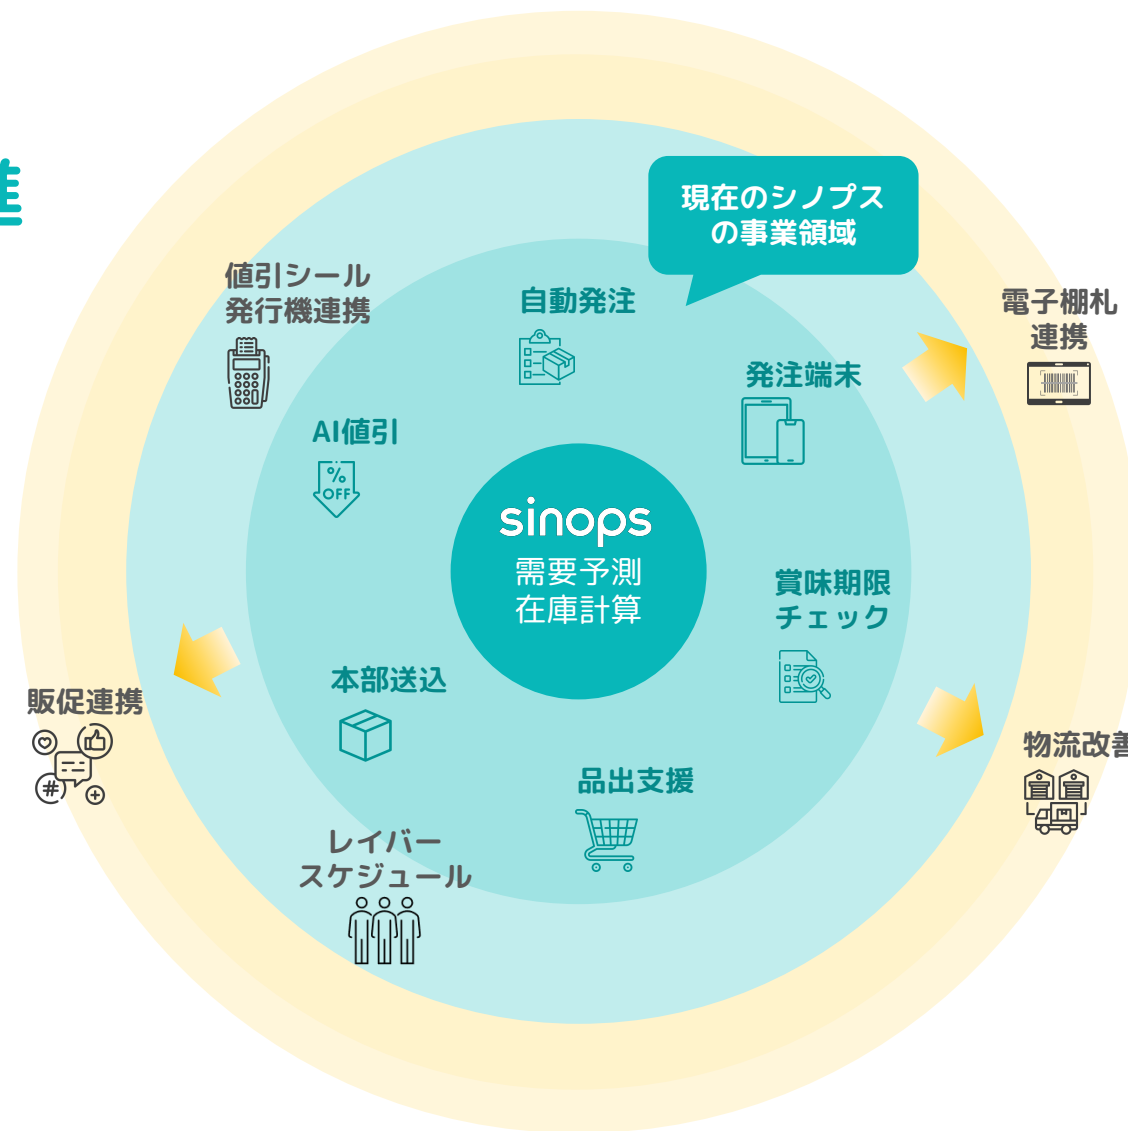 進
現在のシノプス
の事業領域
値引シール
発行機連携
自動発注
電子棚札
連携
発注端末
AI値引
%
OFF
sinops
需要予測
在庫計算
賞味期限
チェック
本部送込
販促連携
#
物流改善
品出支援
レイバー
スケジュール